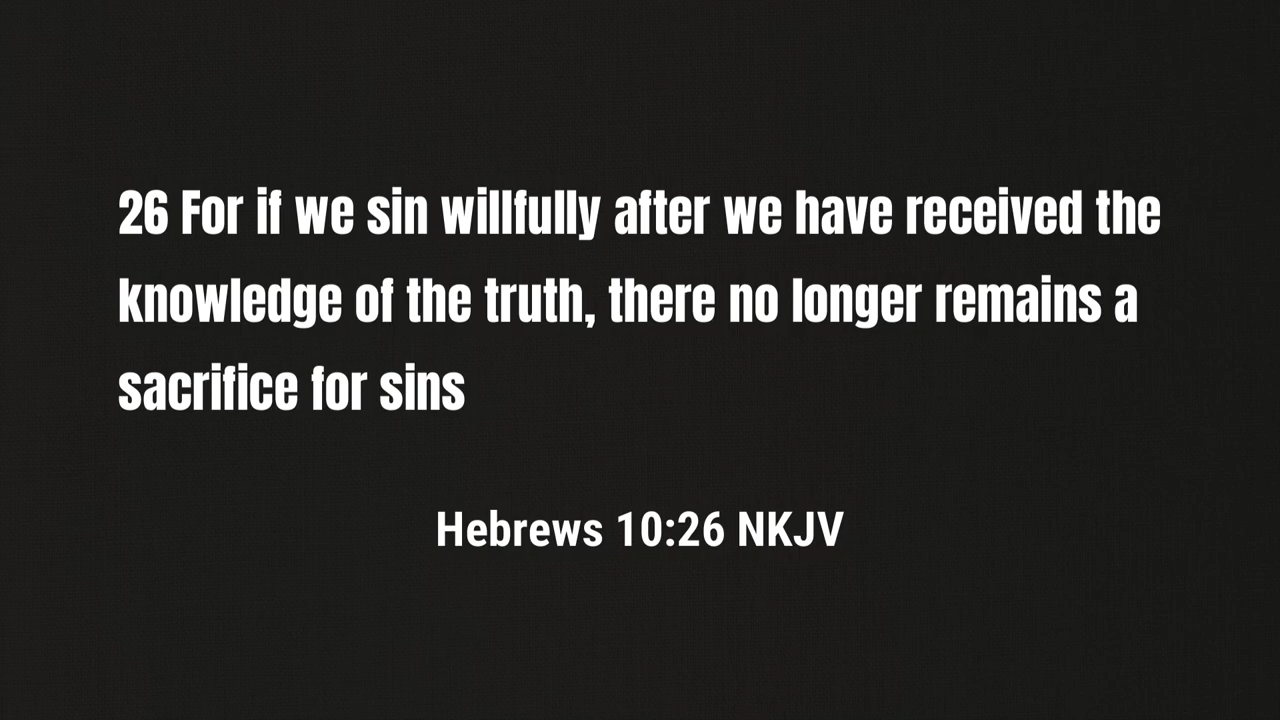 26 For if we sin willfully after we have received the
knowledge of the truth, there no longer remains a
sacrifice for sins
Hebrews 10:26 NKJV